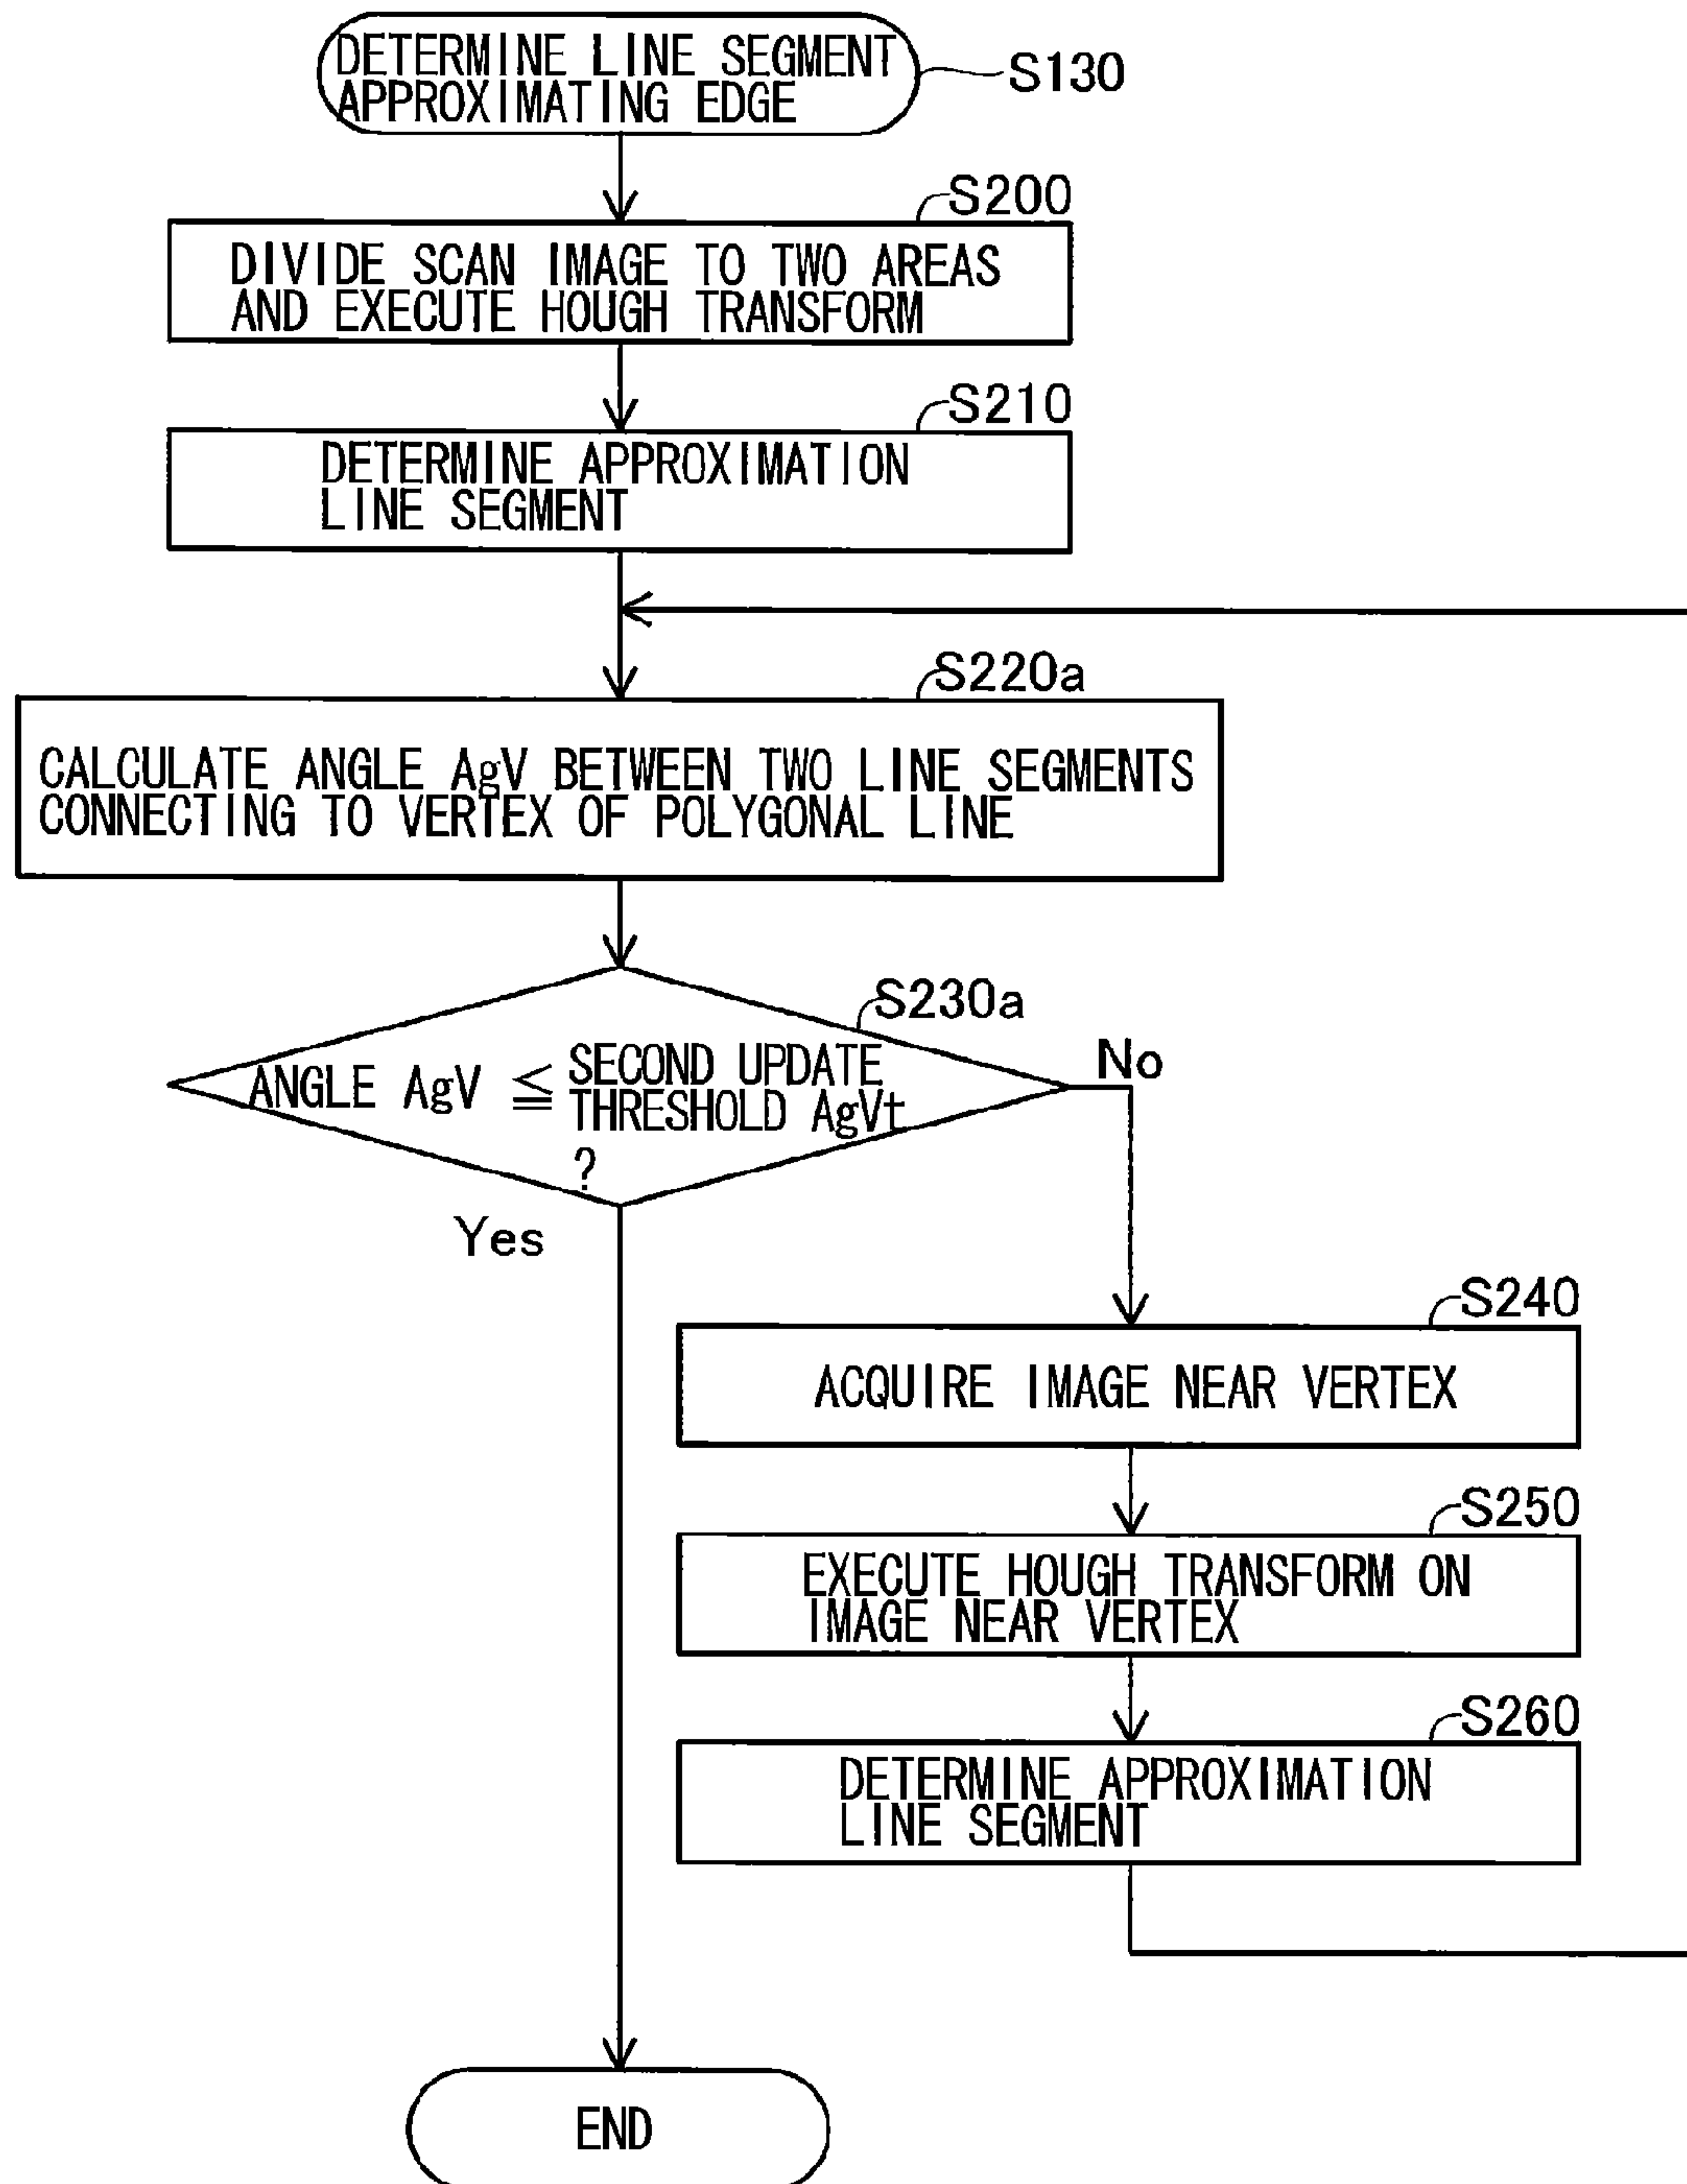 DETERMINE LINE SEGMENT
APPROXIMATING EDGE
S130
S200
DIVIDE SCAN IMAGE TO TWO AREAS
AND EXECUTE HOUGH TRANSFORM
S210
DETERMINE APPROXIMATION
LINE SEGMENT
S220a
CALCULATE ANGLE AgV BETWEEN TWO LINE SEGMENTS
CONNECTING TO VERTEX OF POLYGONAL LINE
S230a
ANGLE AgV ≦ SECOND UPDATE
THRESHOLD AgVt
?
No
Yes
S240
ACQUIRE IMAGE NEAR VERTEX
S250
EXECUTE HOUGH TRANSFORM ON
IMAGE NEAR VERTEX
S260
DETERMINE APPROXIMATION
LINE SEGMENT
END